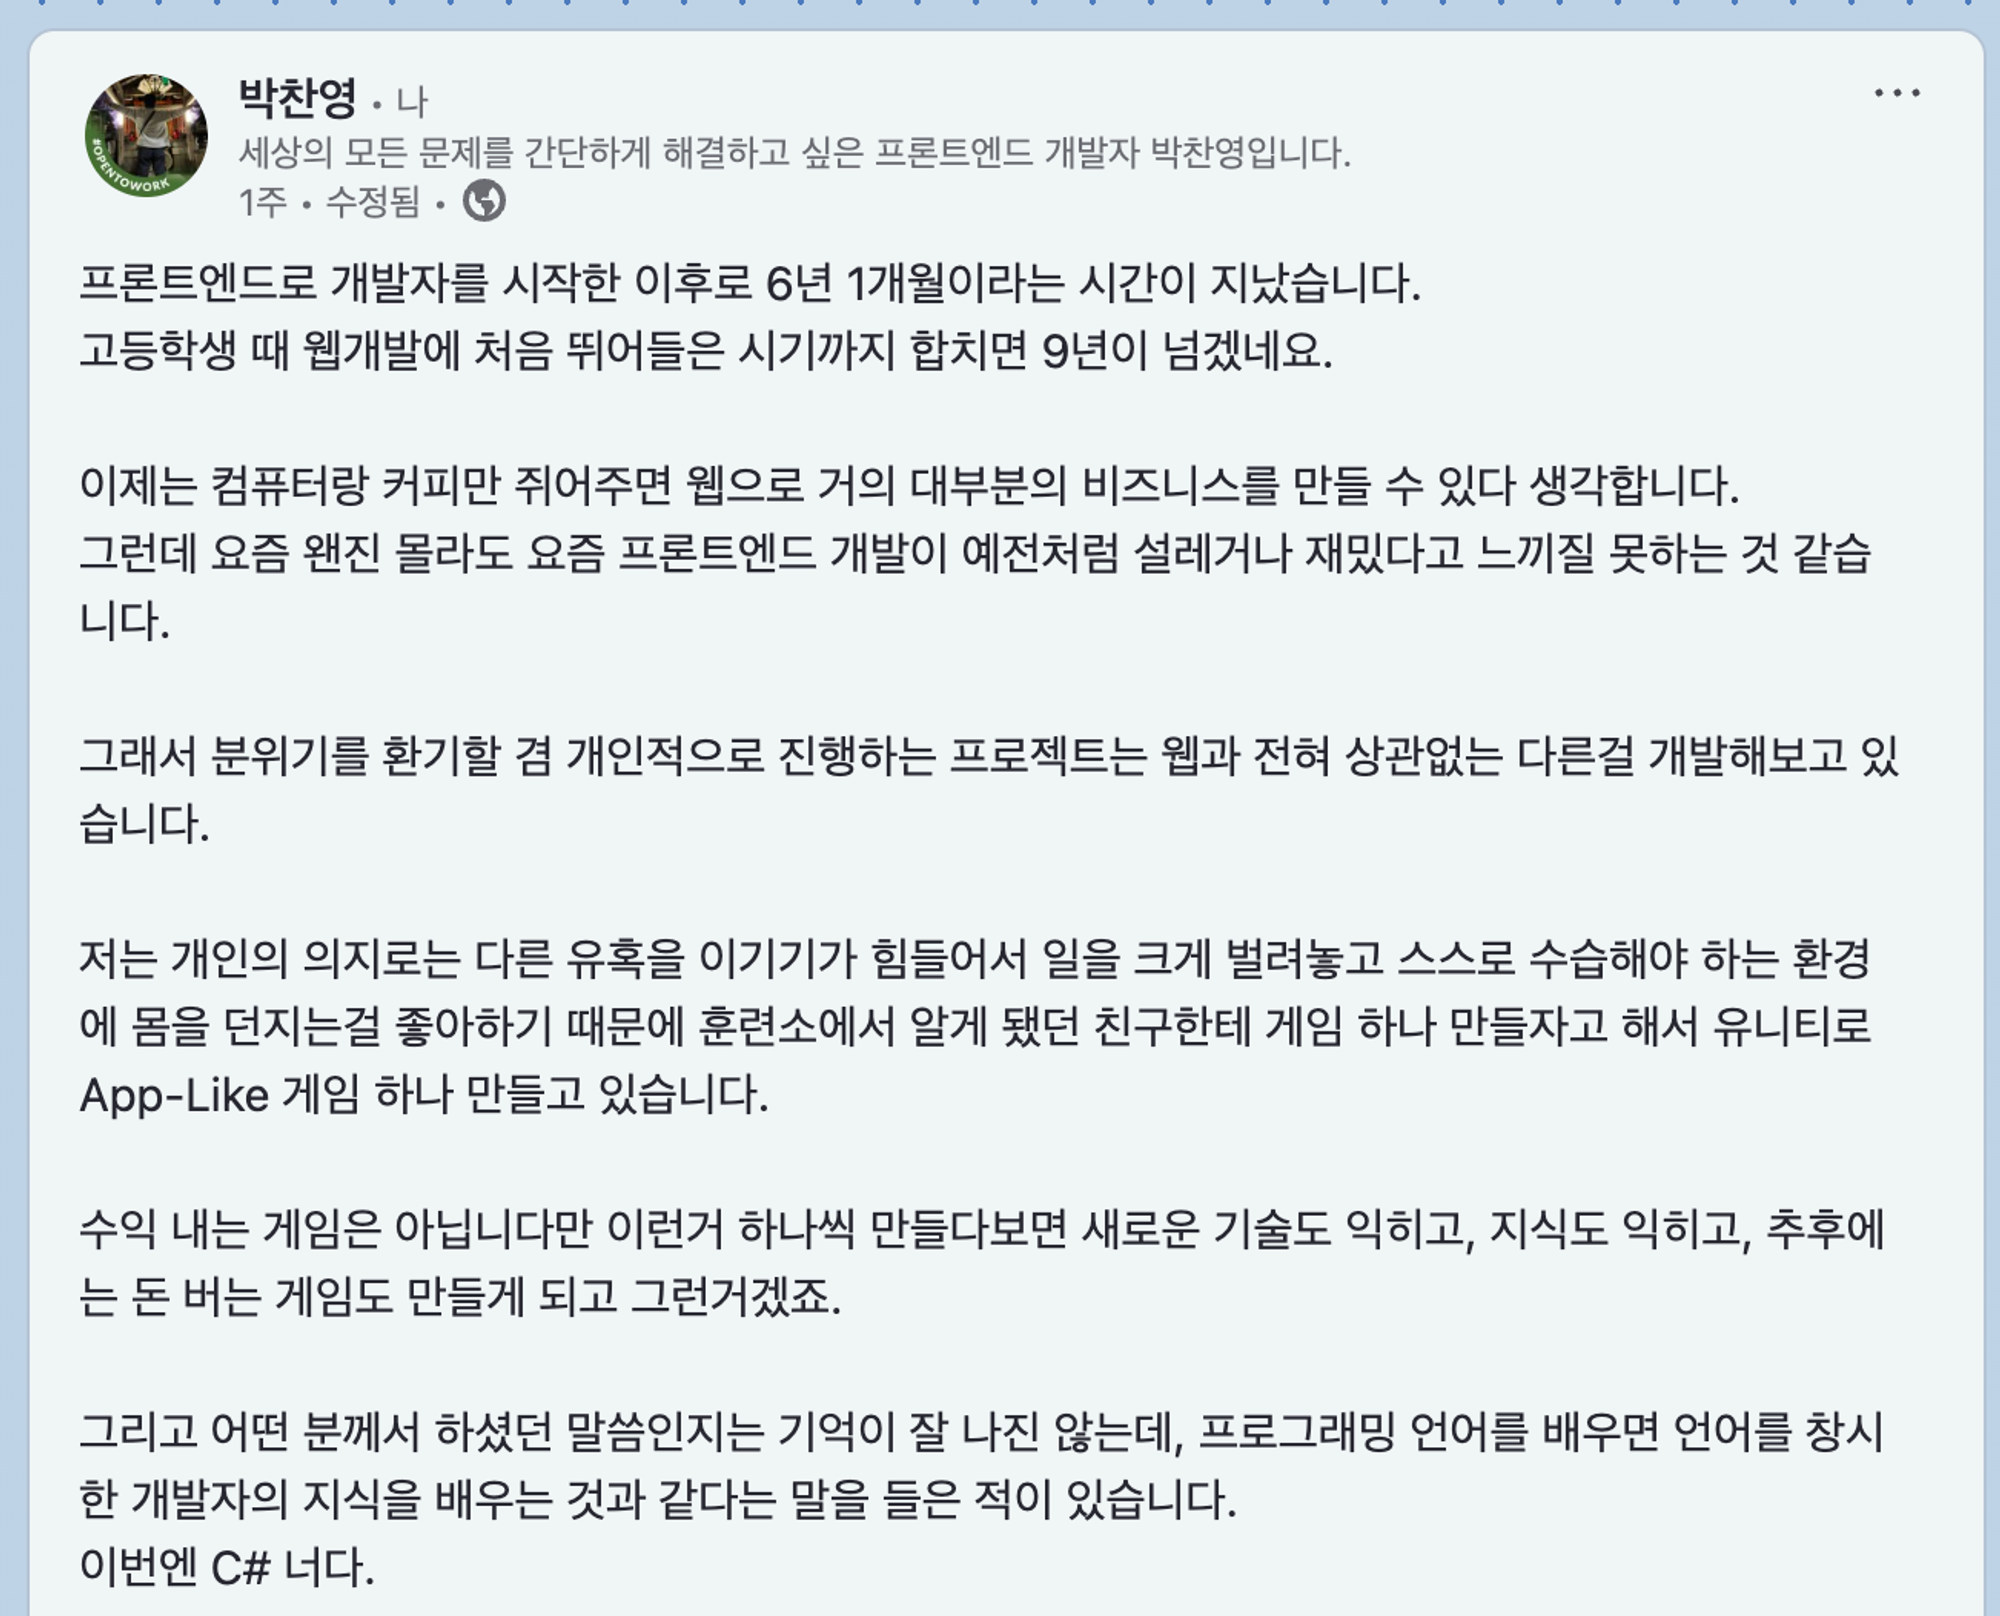 박찬영 • 나
세상의 모든 문제를 간단하게 해결하고 싶은 프론트엔드 개발자 박찬영입니다.
#OPENTOWORK
1주 • 수정됨 •
프론트엔드로 개발자를 시작한 이후로 6년 1개월이라는 시간이 지났습니다.
고등학생 때 웹개발에 처음 뛰어들은 시기까지 합치면 9년이 넘겠네요.
이제는 컴퓨터랑 커피만 쥐어주면 웹으로 거의 대부분의 비즈니스를 만들 수 있다 생각합니다.
그런데 요즘 왠진 몰라도 요즘 프론트엔드 개발이 예전처럼 설레거나 재밌다고 느끼질 못하는 것 같습
니다.
그래서 분위기를 환기할 겸 개인적으로 진행하는 프로젝트는 웹과 전혀 상관없는 다른걸 개발해보고 있
습니다.
저는 개인의 의지로는 다른 유혹을 이기기가 힘들어서 일을 크게 벌려놓고 스스로 수습해야 하는 환경
에 몸을 던지는걸 좋아하기 때문에 훈련소에서 알게 됐던 친구한테 게임 하나 만들자고 해서 유니티로
App-Like 게임 하나 만들고 있습니다.
수익 내는 게임은 아닙니다만 이런거 하나씩 만들다보면 새로운 기술도 익히고, 지식도 익히고, 추후에
는 돈 버는 게임도 만들게 되고 그런거겠죠.
그리고 어떤 분께서 하셨던 말씀인지는 기억이 잘 나진 않는데, 프로그래밍 언어를 배우면 언어를 창시
한 개발자의 지식을 배우는 것과 같다는 말을 들은 적이 있습니다.
이번엔 C# 너다.